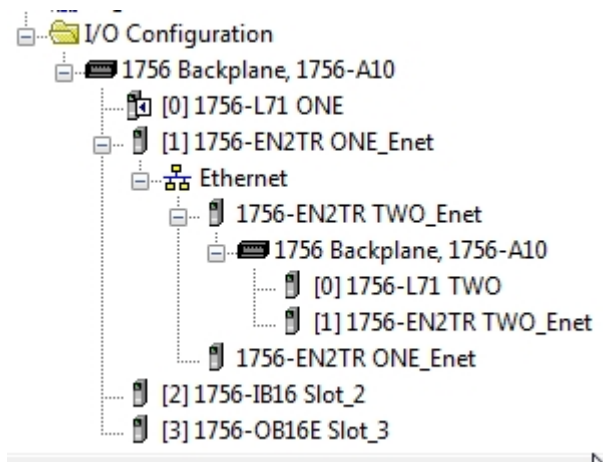 I/O Configuration
1756 Backplane, 1756-A10
[0] 1756-L71 ONE
[1] 1756-EN2TR ONE_Enet
Ethernet
1756-EN2TR TWO_Enet
1756 Backplane, 1756-A10
[0] 1756-L71 TWO
[1] 1756-EN2TR TWO_Enet
1756-EN2TR ONE_Enet
[2] 1756-IB16 Slot_2
[3] 1756-OB16E Slot_3